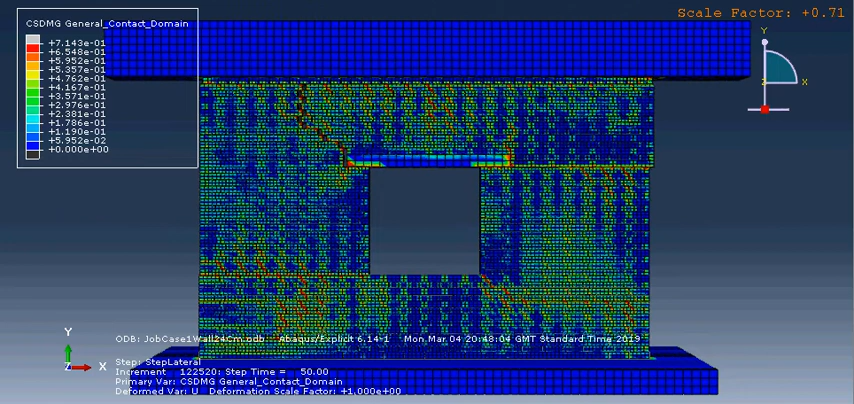 Scale Factor: +0.71
CSDMG General_Contact_Domain
+7.143e-01
+6.548e-01
+5.952e-01
+5.357e-01
+4.762e-01
+4.167e-01
+3.571e-01
+2.976e-01
+2.381e-01
+1.786e-01
+1.190e-01
+5.952e-02
+0.000e+00
Y
Z
X
Y
Z
X
ODB: JobCase1Wall24Cm.odb Abaqus/Explicit 6.14-1 Mon Mar 04 20:48:04 GMT Standard Time 2019
Step: StepLateral
Increment 122520: Step Time = 50.00
Primary Var: CSDMG General_Contact_Domain
Deformed Var: U Deformation Scale Factor: +1.000e+00